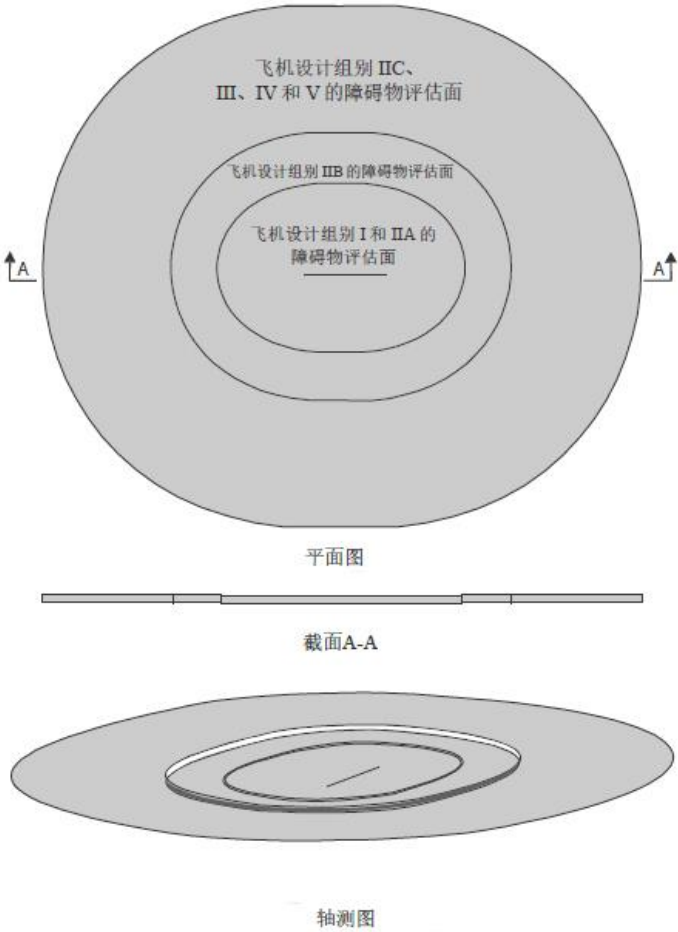 飞机设计组别 IIC、
III、IV 和 V 的障碍物评估面
飞机设计组别 IIB 的障碍物评估面
飞机设计组别 I 和 IIA 的
障碍物评估面
A
A
平面图
截面A-A
轴测图